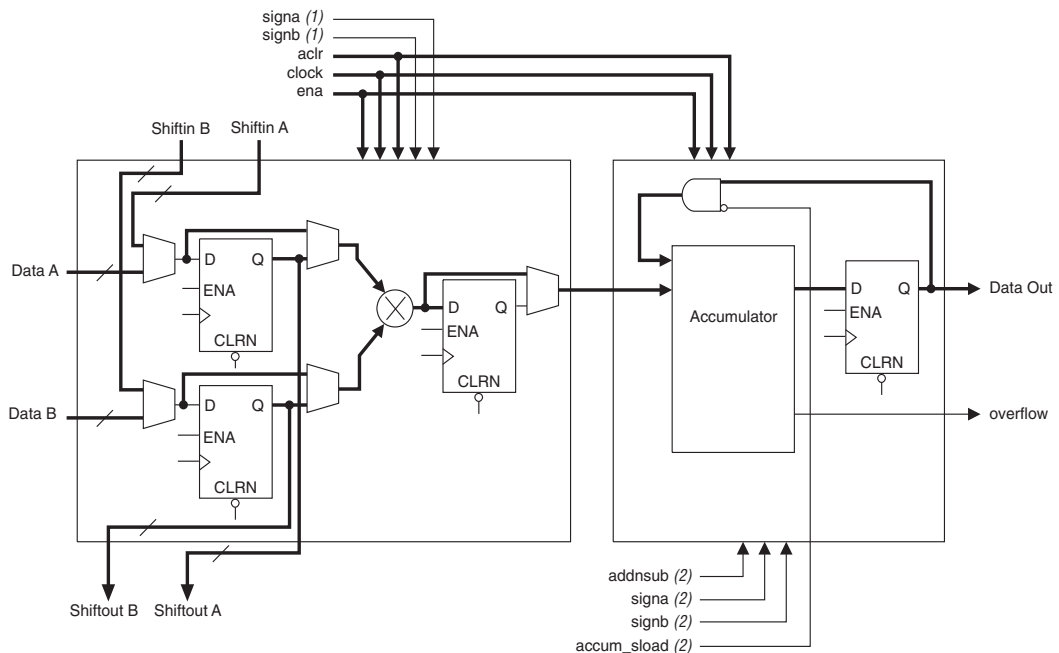 signa (1)
signb (1)
aclr
clock
ena
Shiftin B
Shiftin A
Data A
D Q
ENA
CLRN
Data B
D Q
ENA
CLRN
D Q
ENA
CLRN
Accumulator
D Q
ENA
CLRN
Data Out
overflow
Shiftout B
Shiftout A
addnsub (2)
signa (2)
signb (2)
accum_sload (2)